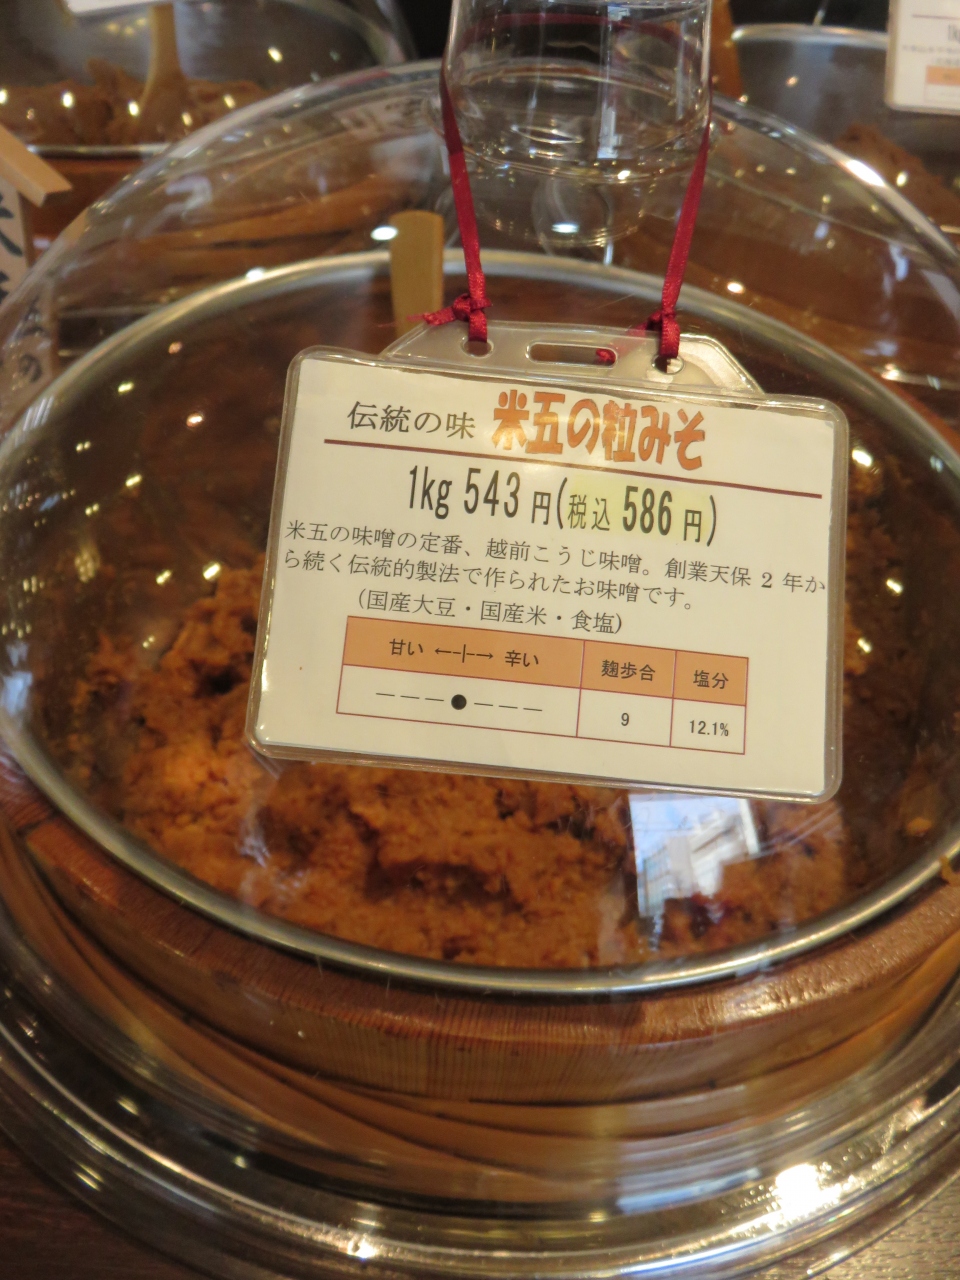 伝統の味 米五の粒みそ
1kg 543 円(税込 586 円)
米五の味噌の定番、越前こうじ味噌。創業天保 2 年か
ら続く伝統的製法で作られたお味噌です。
(国産大豆・国産米・食塩)
甘い ←┼→ 辛い 麹歩合 塩分
―――●――― 9 12.1%